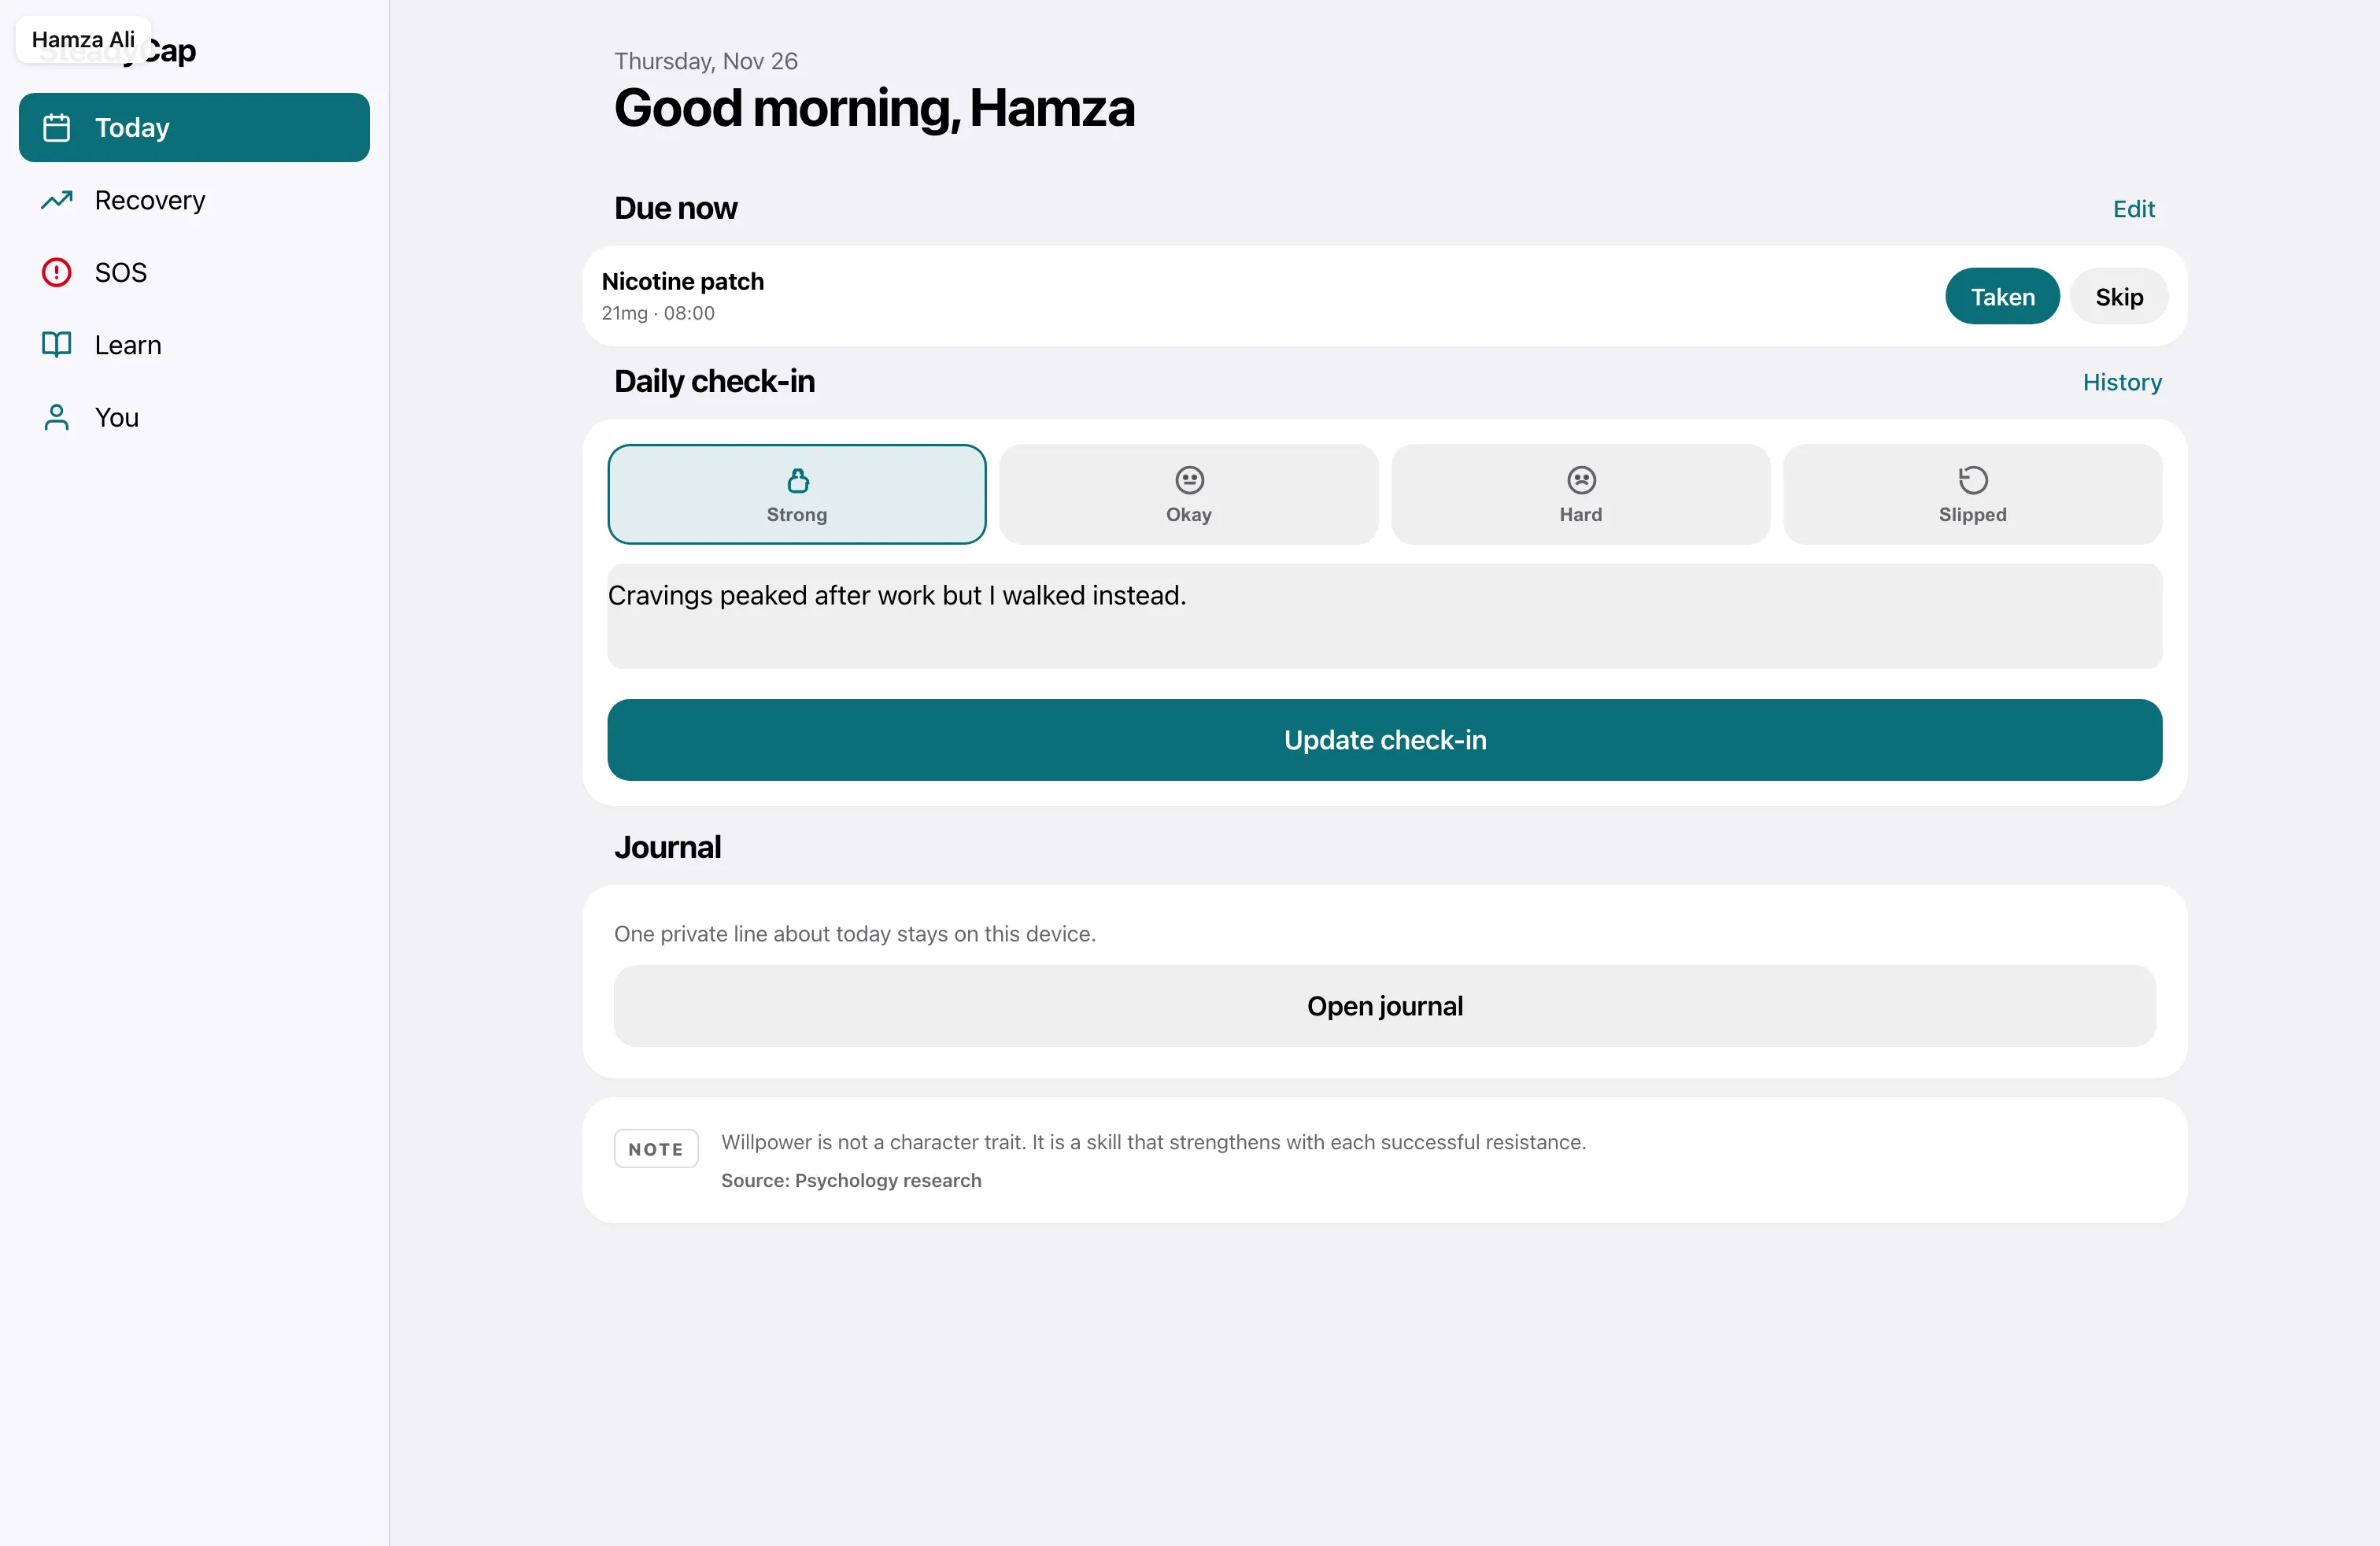 Hamza Ali
SteadyCap
Today
Recovery
SOS
Learn
You
Thursday, Nov 26
Good morning, Hamza
Due now
Edit
Nicotine patch
21mg · 08:00
Taken
Skip
Daily check-in
History
Strong
Okay
Hard
Slipped
Cravings peaked after work but I walked instead.
Update check-in
Journal
One private line about today stays on this device.
Open journal
NOTE
Willpower is not a character trait. It is a skill that strengthens with each successful resistance.
Source: Psychology research